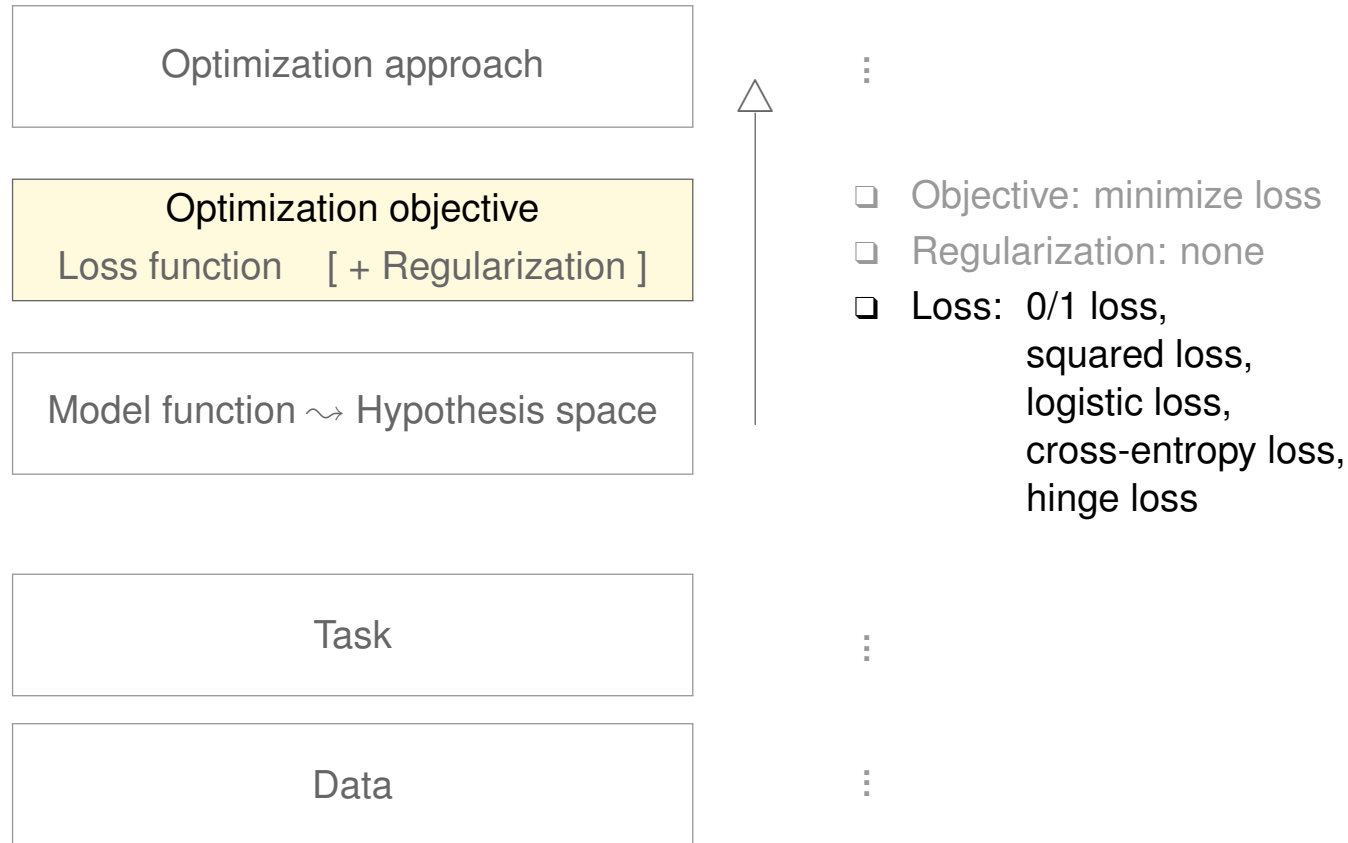 Optimization approach
⋮
Optimization objective
Loss function [ + Regularization ]
❑ Objective: minimize loss
❑ Regularization: none
❑ Loss: 0/1 loss,
squared loss,
logistic loss,
cross-entropy loss,
hinge loss
Model function ⤳ Hypothesis space
Task
⋮
Data
⋮